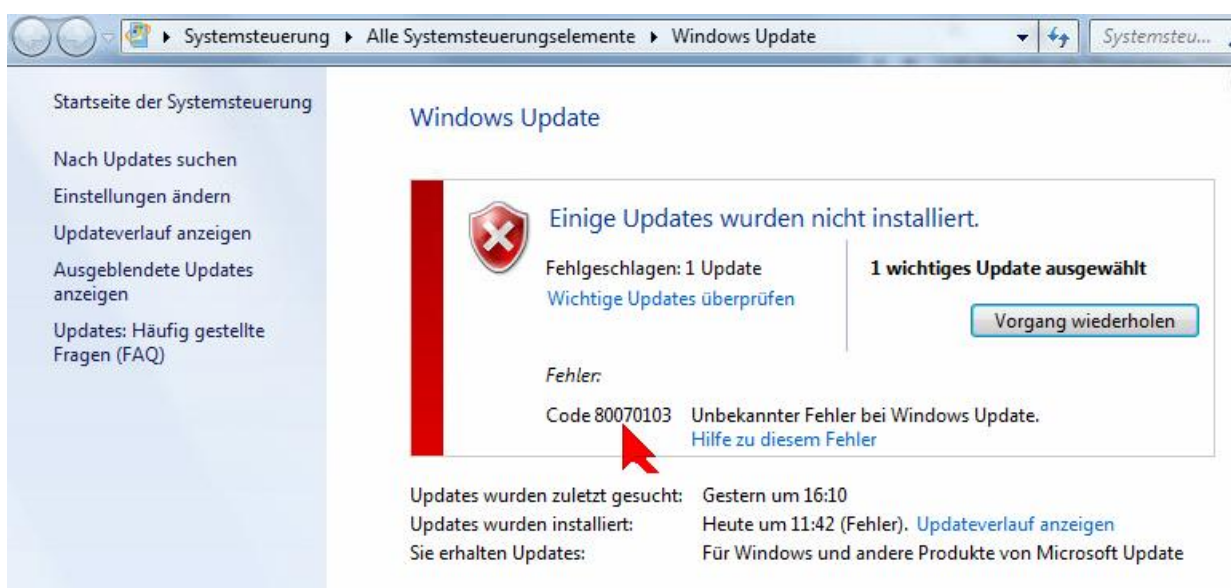 Systemsteuerung ▸ Alle Systemsteuerungselemente ▸ Windows Update
Systemsteu...
Startseite der Systemsteuerung
Nach Updates suchen
Einstellungen ändern
Updateverlauf anzeigen
Ausgeblendete Updates
anzeigen
Updates: Häufig gestellte
Fragen (FAQ)
Windows Update
Einige Updates wurden nicht installiert.
Fehlgeschlagen: 1 Update
Wichtige Updates überprüfen
1 wichtiges Update ausgewählt
Vorgang wiederholen
Fehler:
Code 80070103 Unbekannter Fehler bei Windows Update.
Hilfe zu diesem Fehler
Updates wurden zuletzt gesucht: Gestern um 16:10
Updates wurden installiert: Heute um 11:42 (Fehler). Updateverlauf anzeigen
Sie erhalten Updates: Für Windows und andere Produkte von Microsoft Update